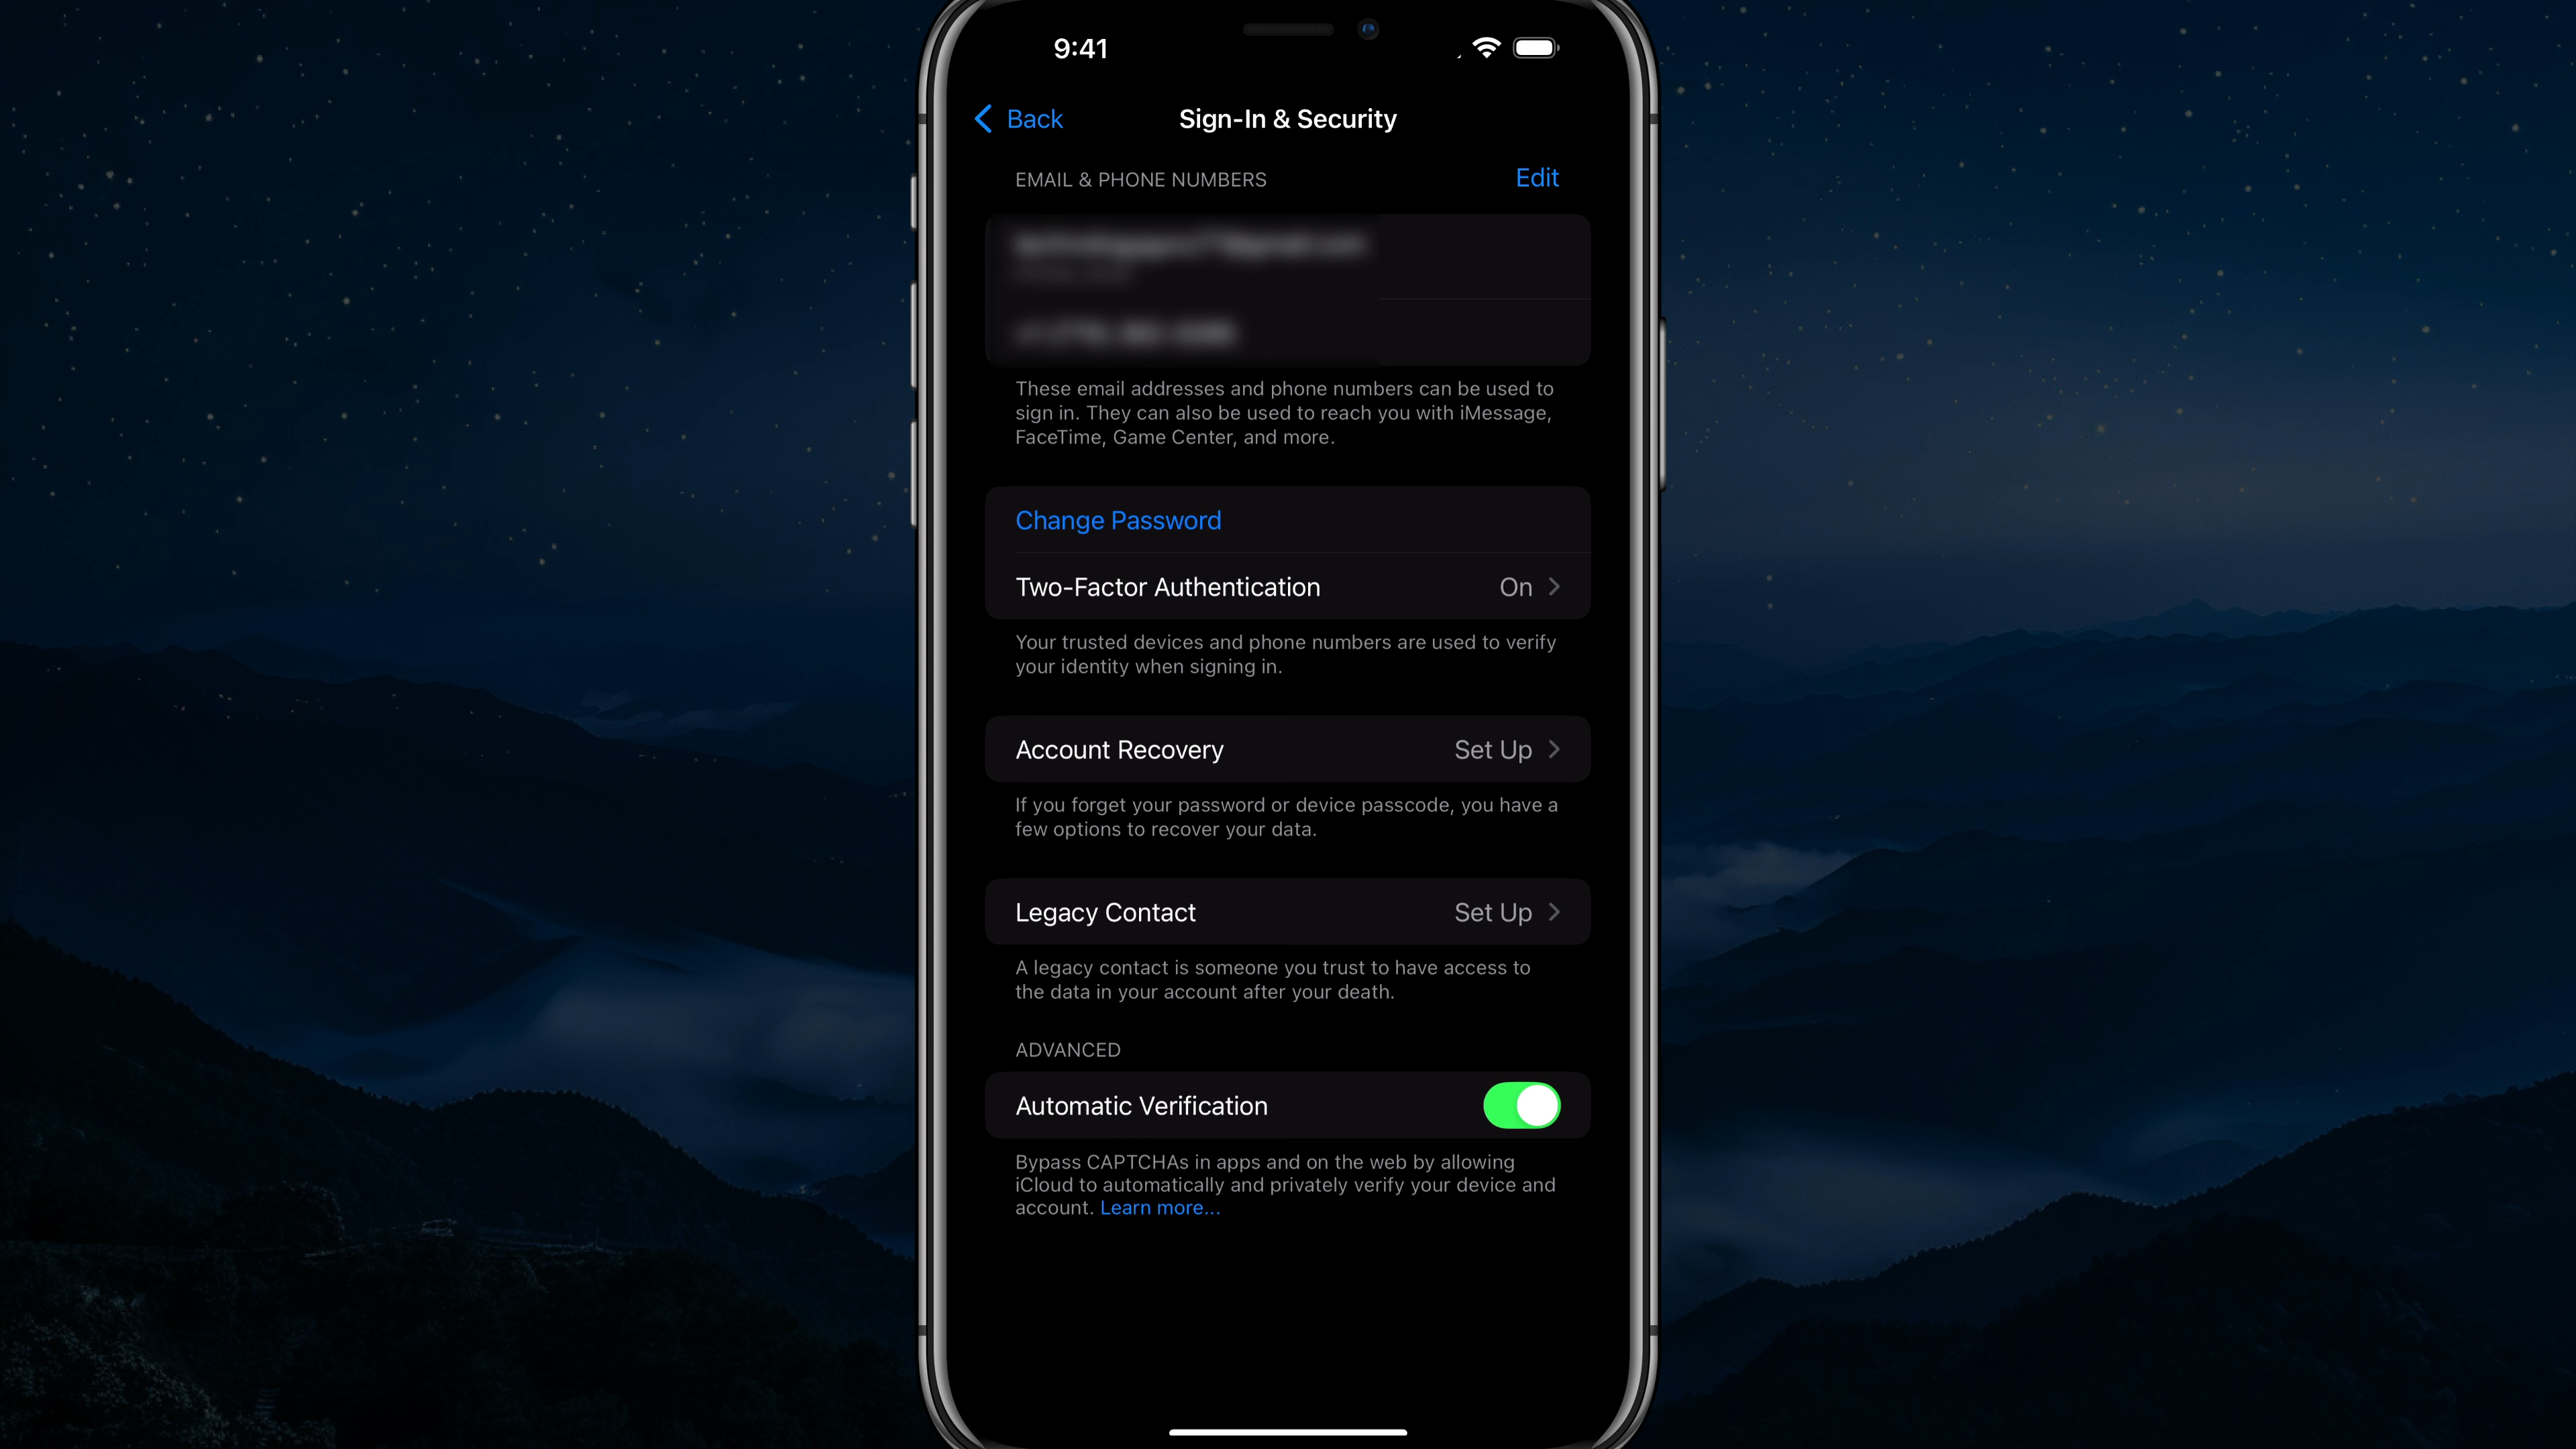 9:41
Back
Sign-In & Security
EMAIL & PHONE NUMBERS
Edit
These email addresses and phone numbers can be used to
sign in. They can also be used to reach you with iMessage,
FaceTime, Game Center, and more.
Change Password
Two-Factor Authentication On
Your trusted devices and phone numbers are used to verify
your identity when signing in.
Account Recovery Set Up
If you forget your password or device passcode, you have a
few options to recover your data.
Legacy Contact Set Up
A legacy contact is someone you trust to have access to
the data in your account after your death.
ADVANCED
Automatic Verification
Bypass CAPTCHAs in apps and on the web by allowing
iCloud to automatically and privately verify your device and
account. Learn more...